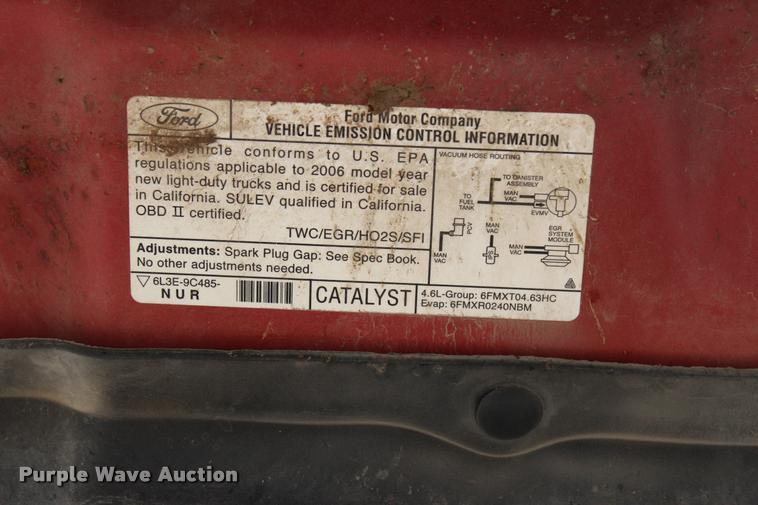 Ford
Ford Motor Company
VEHICLE EMISSION CONTROL INFORMATION
This vehicle conforms to U.S. EPA
regulations applicable to 2006 model year
new light-duty trucks and is certified for sale
in California. SULEV qualified in California.
OBD II certified.
TWC/EGR/HO2S/SFI
Adjustments: Spark Plug Gap: See Spec Book.
No other adjustments needed.
VACUUM HOSE ROUTING
TO CANISTER
ASSEMBLY
TO
FUEL
TANK
MAN
VAC
EVMV
PCV
MAN
VAC
MAN
VAC
MAN
VAC
EGR
SYSTEM
MODULE
6L3E-9C485-
NUR
CATALYST
4.6L-Group: 6FMXT04.63HC
Evap: 6FMXR0240NBM
Purple Wave Auction